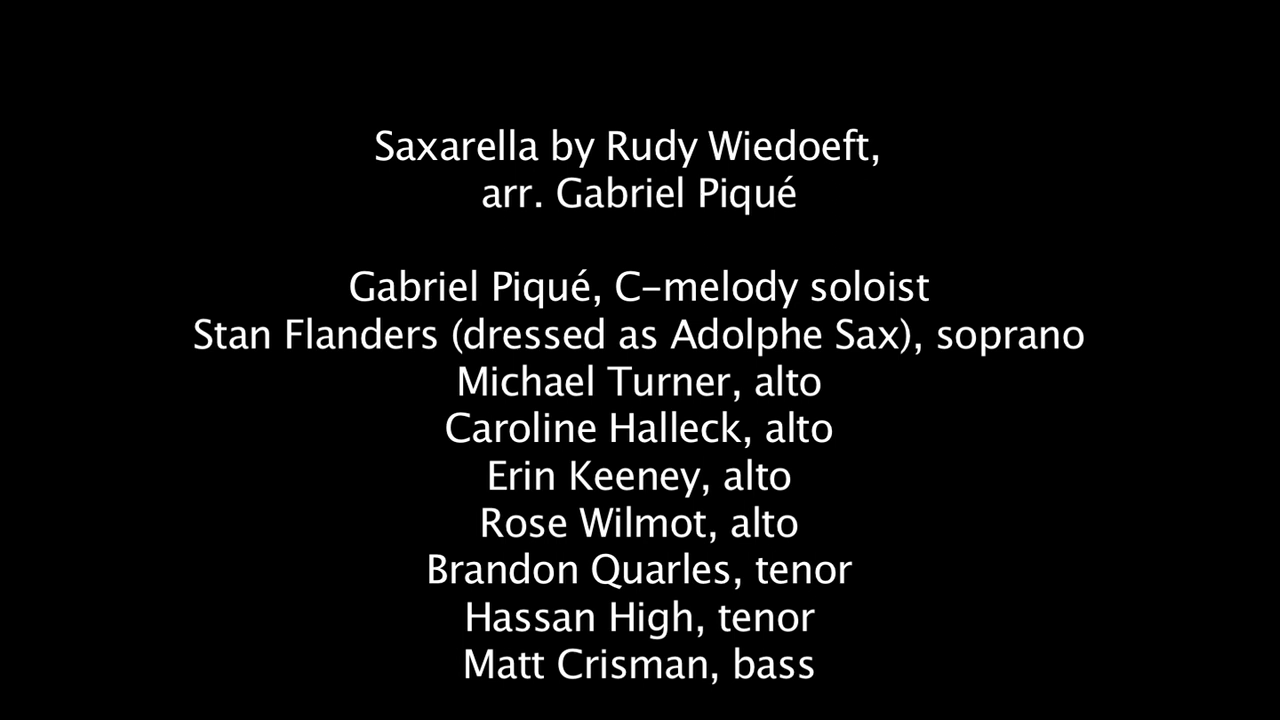 Saxarella by Rudy Wiedoeft,
arr. Gabriel Piqué
Gabriel Piqué, C-melody soloist
Stan Flanders (dressed as Adolphe Sax), soprano
Michael Turner, alto
Caroline Halleck, alto
Erin Keeney, alto
Rose Wilmot, alto
Brandon Quarles, tenor
Hassan High, tenor
Matt Crisman, bass